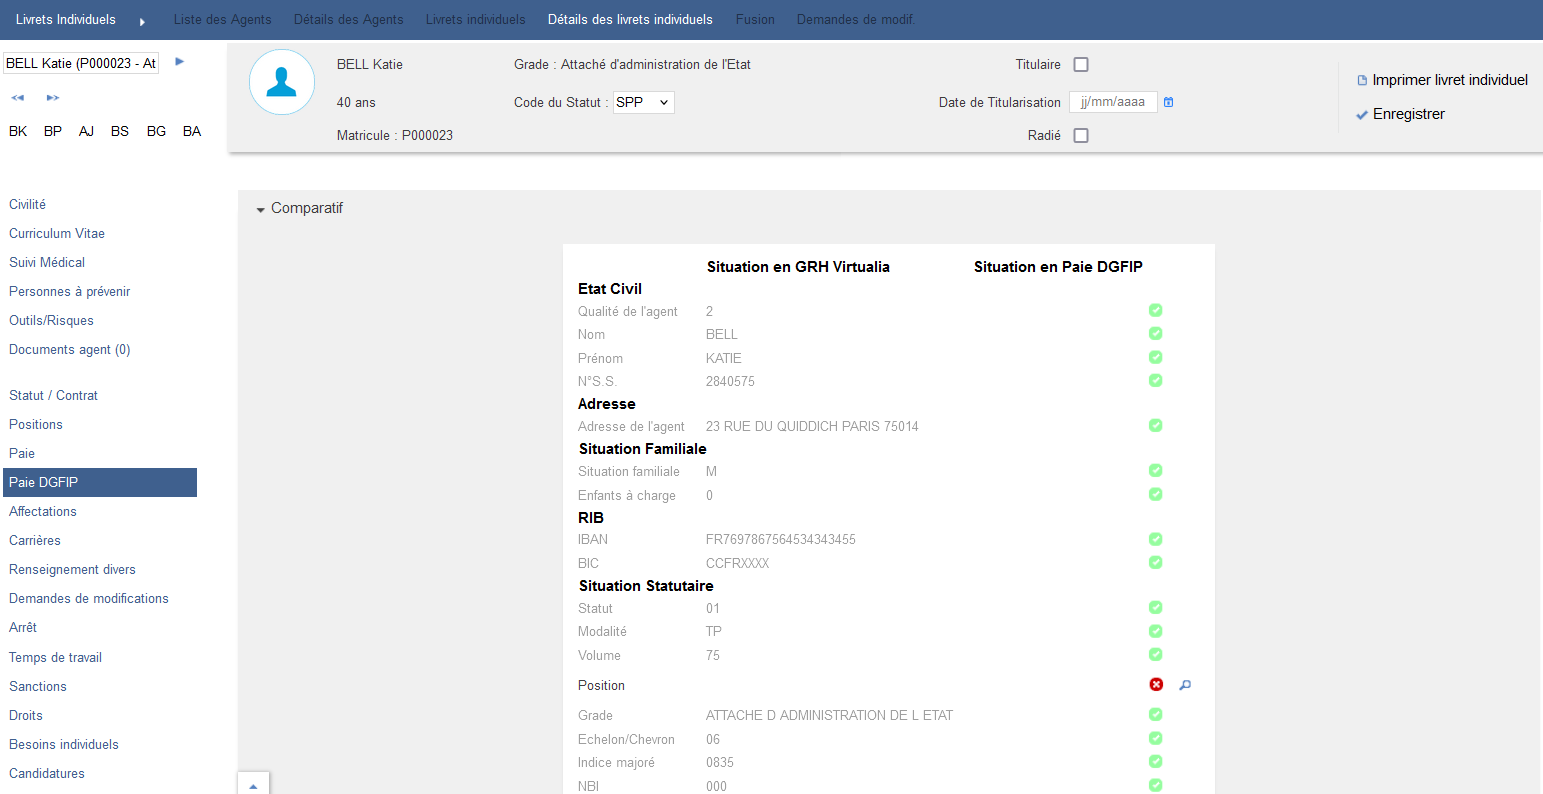 Livrets Individuels Liste des Agents Détails des Agents Livrets individuels Détails des livrets individuels Fusion Demandes de modif.
BELL Katie (P000023 - At
BK BP AJ BS BG BA
BELL Katie Grade : Attaché d'administration de l'Etat Titulaire
40 ans Code du Statut : SPP Date de Titularisation jj/mm/aaaa
Matricule : P000023 Radié
Imprimer livret individuel
Enregistrer
Civilité
Curriculum Vitae
Suivi Médical
Personnes à prévenir
Outils/Risques
Documents agent (0)
Statut / Contrat
Positions
Paie
Paie DGFIP
Affectations
Carrières
Renseignement divers
Demandes de modifications
Arrêt
Temps de travail
Sanctions
Droits
Besoins individuels
Candidatures
Comparatif
Situation en GRH Virtualia Situation en Paie DGFIP
Etat Civil
Qualité de l'agent 2
Nom BELL
Prénom KATIE
N°S.S. 2840575
Adresse
Adresse de l'agent 23 RUE DU QUIDDICH PARIS 75014
Situation Familiale
Situation familiale M
Enfants à charge 0
RIB
IBAN FR7697867564534343455
BIC CCFRXXXX
Situation Statutaire
Statut 01
Modalité TP
Volume 75
Position
Grade ATTACHE D ADMINISTRATION DE L ETAT
Echelon/Chevron 06
Indice majoré 0835
NBI 000